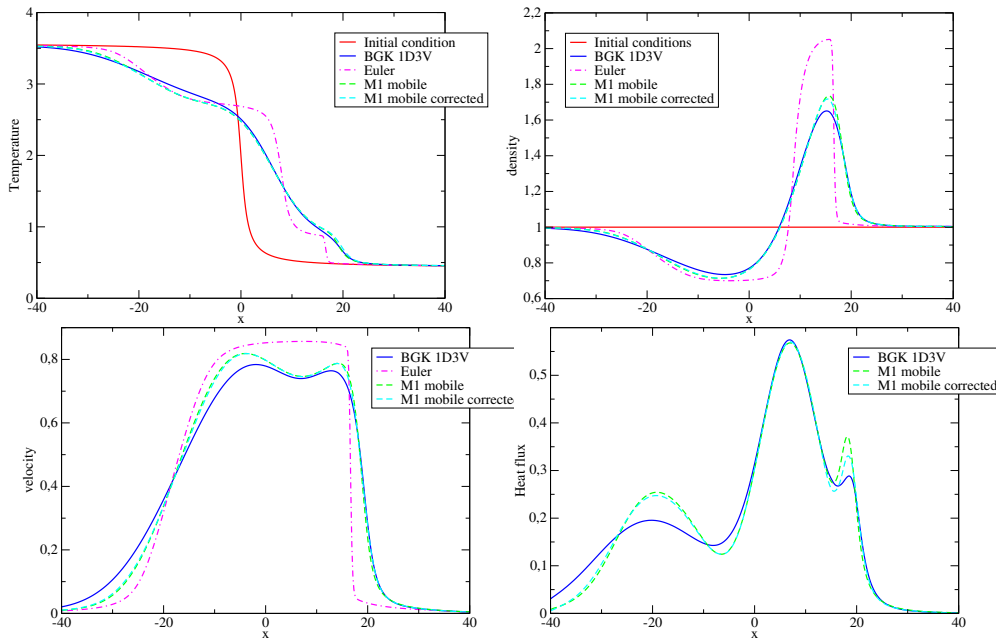 4
3
2
1
0
Temperature
-40
-20
0
20
40
x
Initial condition
BGK 1D3V
Euler
M1 mobile
M1 mobile corrected
2,2
2
1,8
1,6
1,4
1,2
1
0,8
0,6
density
-40
-20
0
20
40
x
Initial conditions
BGK 1D3V
Euler
M1 mobile
M1 mobile corrected
0,8
0,6
0,4
0,2
0
velocity
-40
-20
0
20
40
x
BGK 1D3V
Euler
M1 mobile
M1 mobile corrected
0,5
0,4
0,3
0,2
0,1
0
Heat flux
-40
-20
0
20
40
x
BGK 1D3V
M1 mobile
M1 mobile corrected